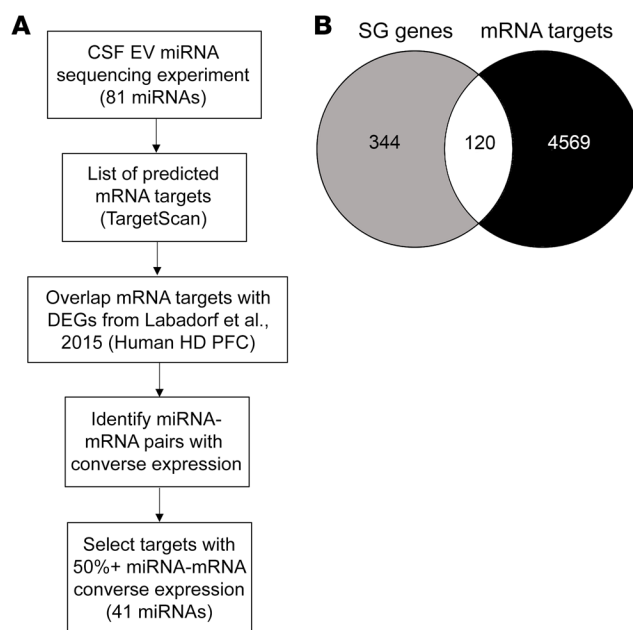 A
CSF EV miRNA
sequencing experiment
(81 miRNAs)
List of predicted
mRNA targets
(TargetScan)
Overlap mRNA targets with
DEGs from Labadorf et al.,
2015 (Human HD PFC)
Identify miRNA-
mRNA pairs with
converse expression
Select targets with
50%+ miRNA-mRNA
converse expression
(41 miRNAs)
B
SG genes mRNA targets
344 120 4569